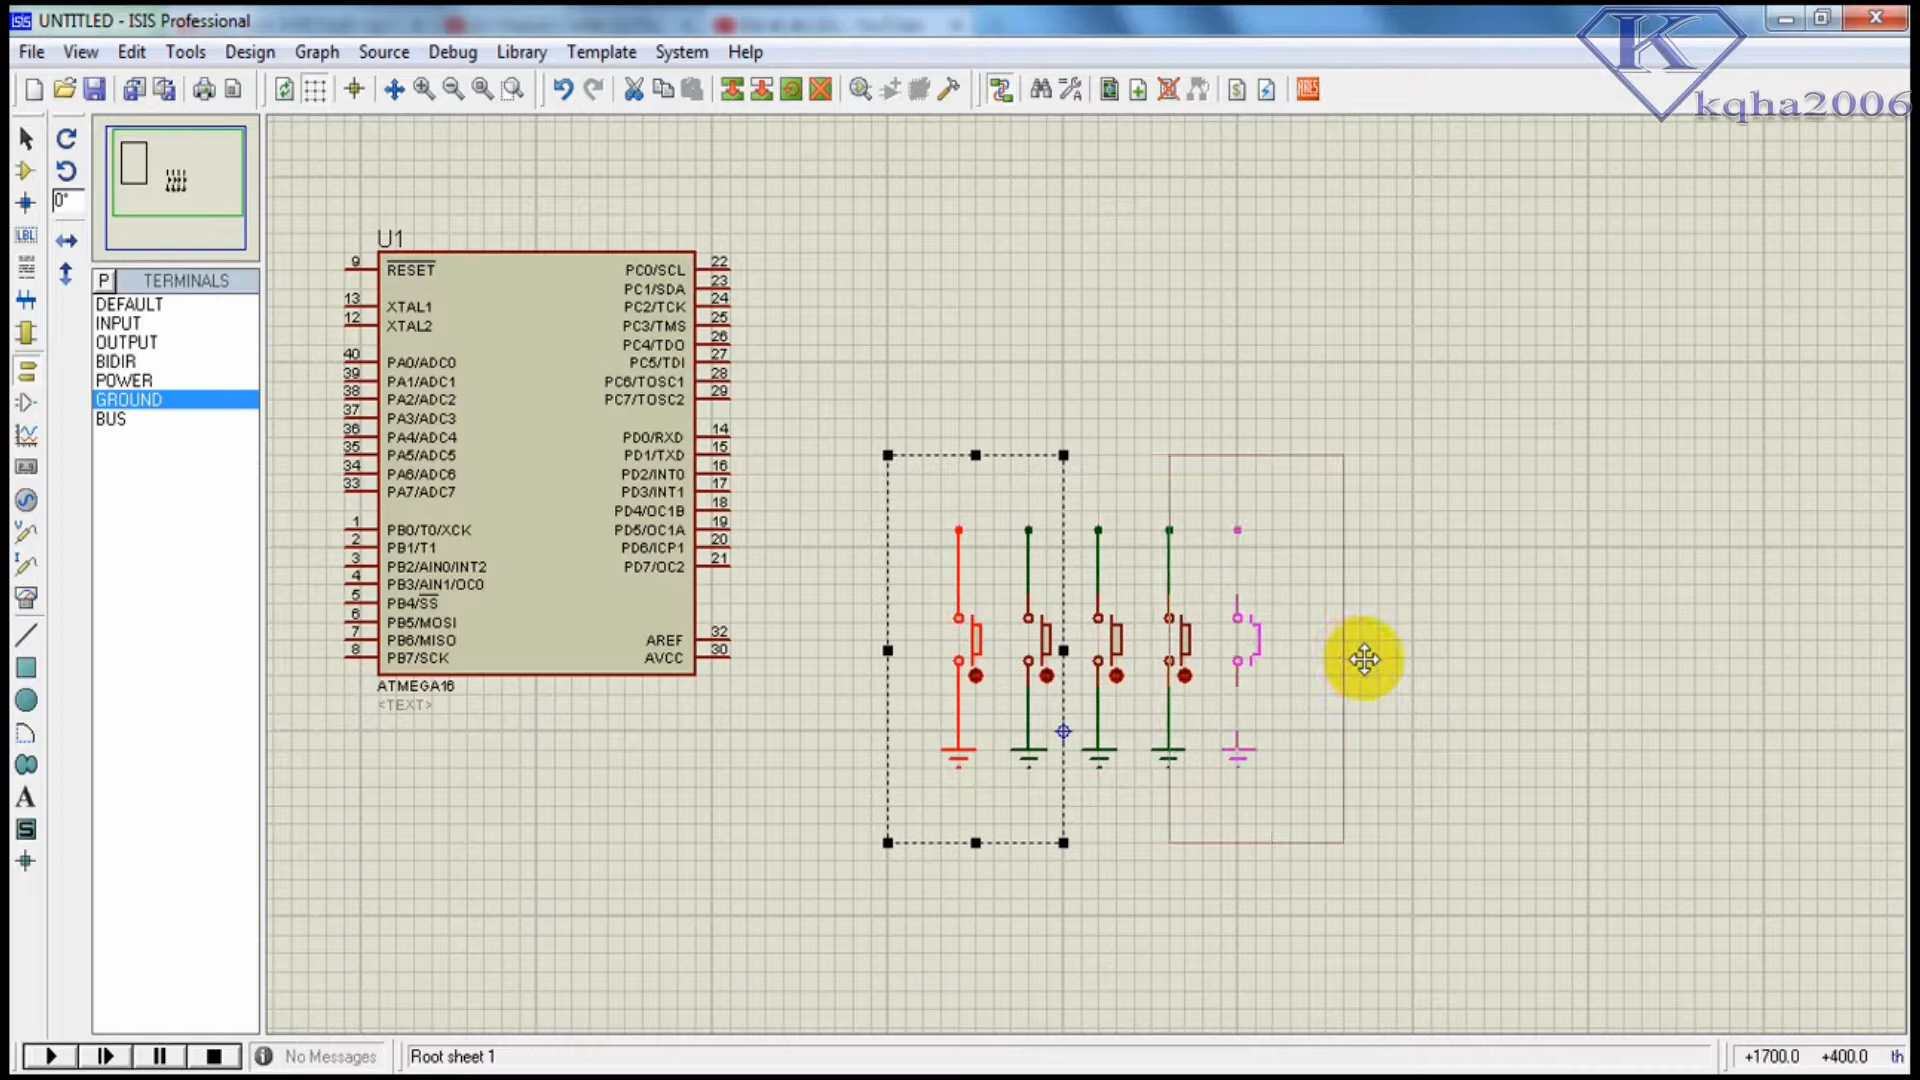 UNTITLED - ISIS Professional
File View Edit Tools Design Graph Source Debug Library Template System Help
K
kqha2006
ARES
0°
LBL
P TERMINALS
DEFAULT
INPUT
OUTPUT
BIDIR
POWER
GROUND
BUS
A
S
U1
9 RESET PC0/SCL 22
PC1/SDA 23
13 XTAL1 PC2/TCK 24
12 XTAL2 PC3/TMS 25
PC4/TDO 26
40 PA0/ADC0 PC5/TDI 27
39 PA1/ADC1 PC6/TOSC1 28
38 PA2/ADC2 PC7/TOSC2 29
37 PA3/ADC3
36 PA4/ADC4 PD0/RXD 14
35 PA5/ADC5 PD1/TXD 15
34 PA6/ADC6 PD2/INT0 16
33 PA7/ADC7 PD3/INT1 17
PD4/OC1B 18
1 PB0/T0/XCK PD5/OC1A 19
2 PB1/T1 PD6/ICP1 20
3 PB2/AIN0/INT2 PD7/OC2 21
4 PB3/AIN1/OC0
5 PB4/SS
6 PB5/MOSI
7 PB6/MISO AREF 32
8 PB7/SCK AVCC 30
ATMEGA16
<TEXT>
No Messages Root sheet 1 +1700.0 +400.0 th